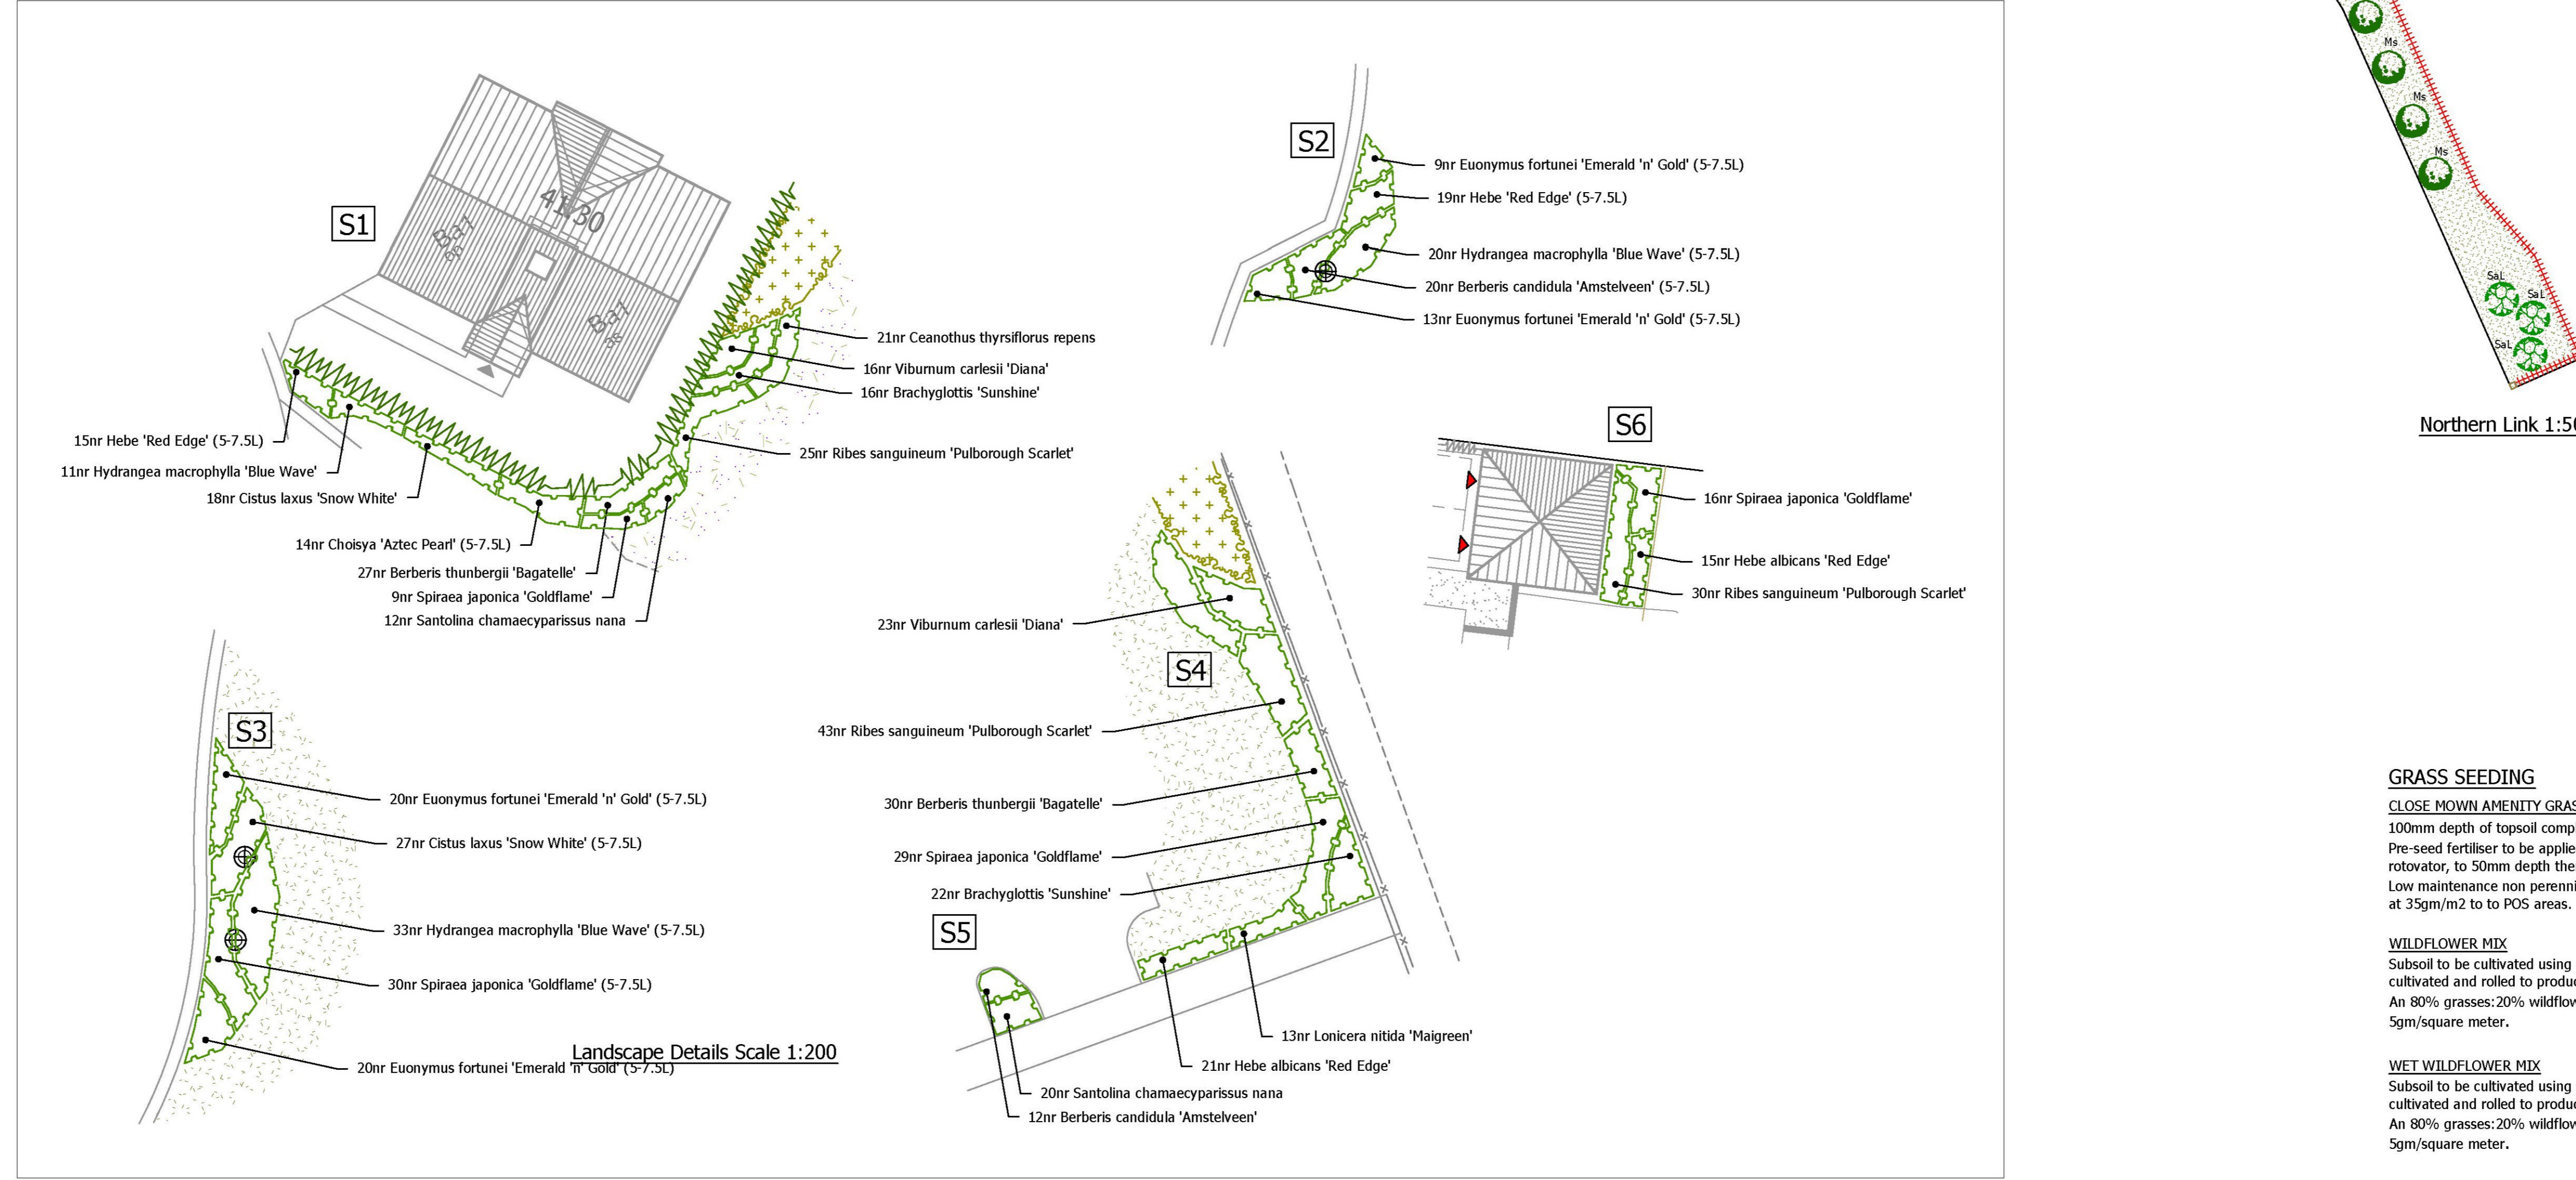 S1
41.30
Ba7
op
Ba7
as
21nr Ceanothus thyrsiflorus repens
16nr Viburnum carlesii 'Diana'
16nr Brachyglottis 'Sunshine'
25nr Ribes sanguineum 'Pulborough Scarlet'
15nr Hebe 'Red Edge' (5-7.5L)
11nr Hydrangea macrophylla 'Blue Wave'
18nr Cistus laxus 'Snow White'
14nr Choisya 'Aztec Pearl' (5-7.5L)
27nr Berberis thunbergii 'Bagatelle'
9nr Spiraea japonica 'Goldflame'
12nr Santolina chamaecyparissus nana
S2
9nr Euonymus fortunei 'Emerald 'n' Gold' (5-7.5L)
19nr Hebe 'Red Edge' (5-7.5L)
20nr Hydrangea macrophylla 'Blue Wave' (5-7.5L)
20nr Berberis candidula 'Amstelveen' (5-7.5L)
13nr Euonymus fortunei 'Emerald 'n' Gold' (5-7.5L)
S6
16nr Spiraea japonica 'Goldflame'
15nr Hebe albicans 'Red Edge'
30nr Ribes sanguineum 'Pulborough Scarlet'
S3
20nr Euonymus fortunei 'Emerald 'n' Gold' (5-7.5L)
27nr Cistus laxus 'Snow White' (5-7.5L)
33nr Hydrangea macrophylla 'Blue Wave' (5-7.5L)
30nr Spiraea japonica 'Goldflame' (5-7.5L)
20nr Euonymus fortunei 'Emerald 'n' Gold' (5-7.5L)
Landscape Details Scale 1:200
S4
23nr Viburnum carlesii 'Diana'
43nr Ribes sanguineum 'Pulborough Scarlet'
30nr Berberis thunbergii 'Bagatelle'
29nr Spiraea japonica 'Goldflame'
22nr Brachyglottis 'Sunshine'
S5
13nr Lonicera nitida 'Maigreen'
21nr Hebe albicans 'Red Edge'
20nr Santolina chamaecyparissus nana
12nr Berberis candidula 'Amstelveen'
Ms
Ms
Ms
SaL
SaL
SaL
Northern Link 1:50
GRASS SEEDING
CLOSE MOWN AMENITY GRAS
100mm depth of topsoil comp
Pre-seed fertiliser to be applie
rotovator, to 50mm depth the
Low maintenance non perenni
at 35gm/m2 to to POS areas.
WILDFLOWER MIX
Subsoil to be cultivated using
cultivated and rolled to produc
An 80% grasses:20% wildflow
5gm/square meter.
WET WILDFLOWER MIX
Subsoil to be cultivated using
cultivated and rolled to produc
An 80% grasses:20% wildflow
5gm/square meter.